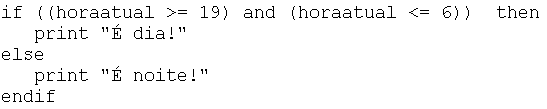 if ((horaatual >= 19) and (horaatual <= 6))  then
   print "É dia!"
else
   print "É noite!"
endif